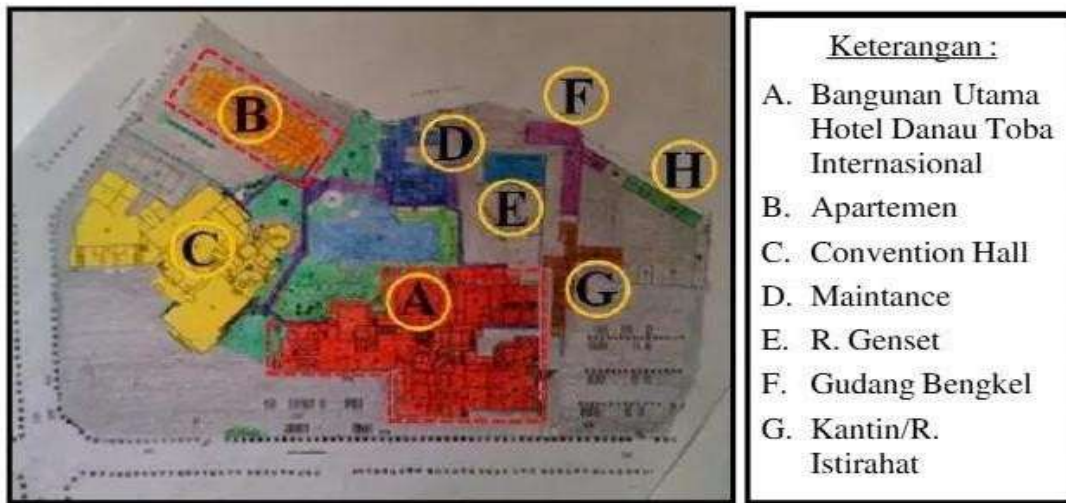 B
F
D
H
E
C
A
G
Keterangan :
A. Bangunan Utama
Hotel Danau Toba
Internasional
B. Apartemen
C. Convention Hall
D. Maintance
E. R. Genset
F. Gudang Bengkel
G. Kantin/R.
Istirahat